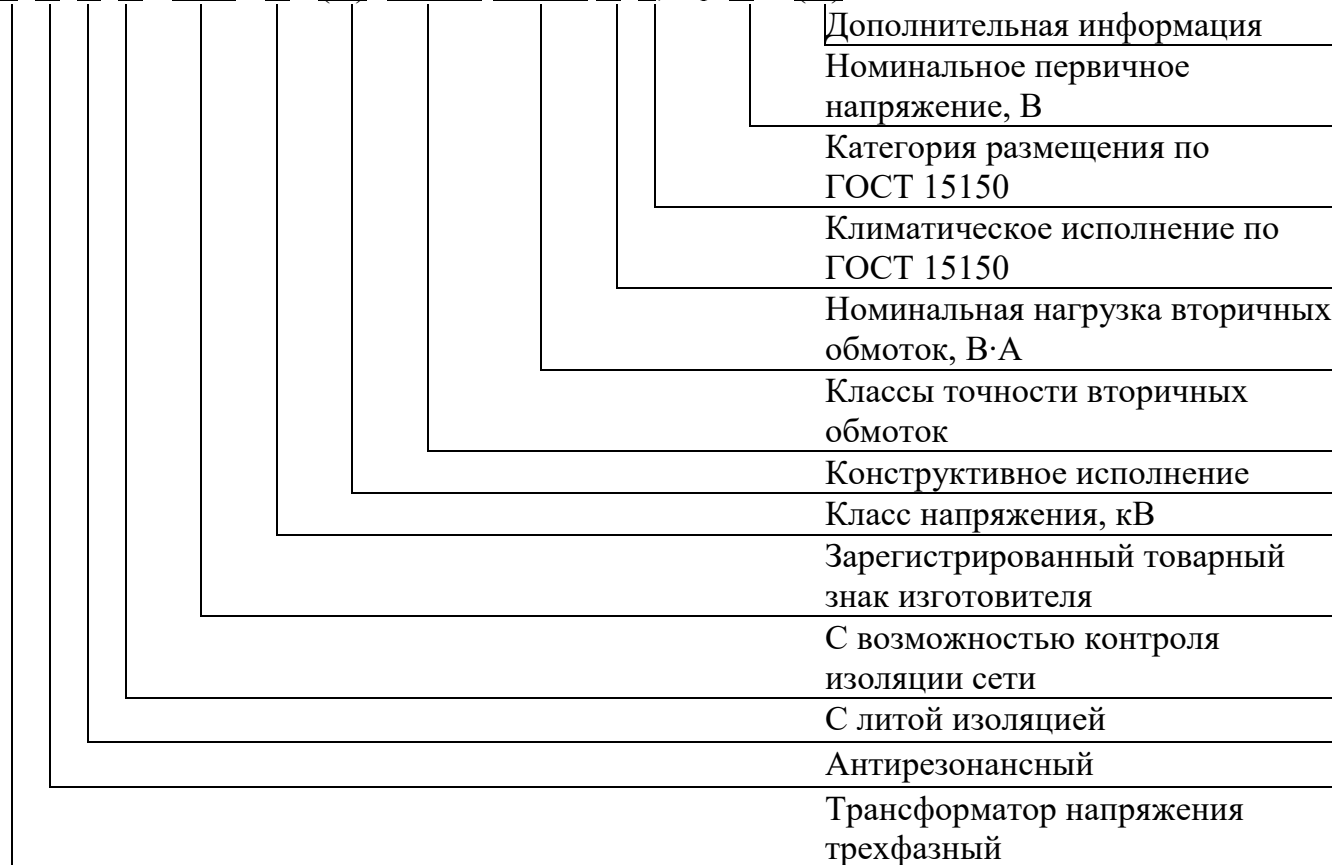 Дополнительная информация
Номинальное первичное
напряжение, В
Категория размещения по
ГОСТ 15150
Климатическое исполнение по
ГОСТ 15150
Номинальная нагрузка вторичных
обмоток, В·А
Классы точности вторичных
обмоток
Конструктивное исполнение
Класс напряжения, кВ
Зарегистрированный товарный
знак изготовителя
С возможностью контроля
изоляции сети
С литой изоляцией
Антирезонансный
Трансформатор напряжения
трехфазный